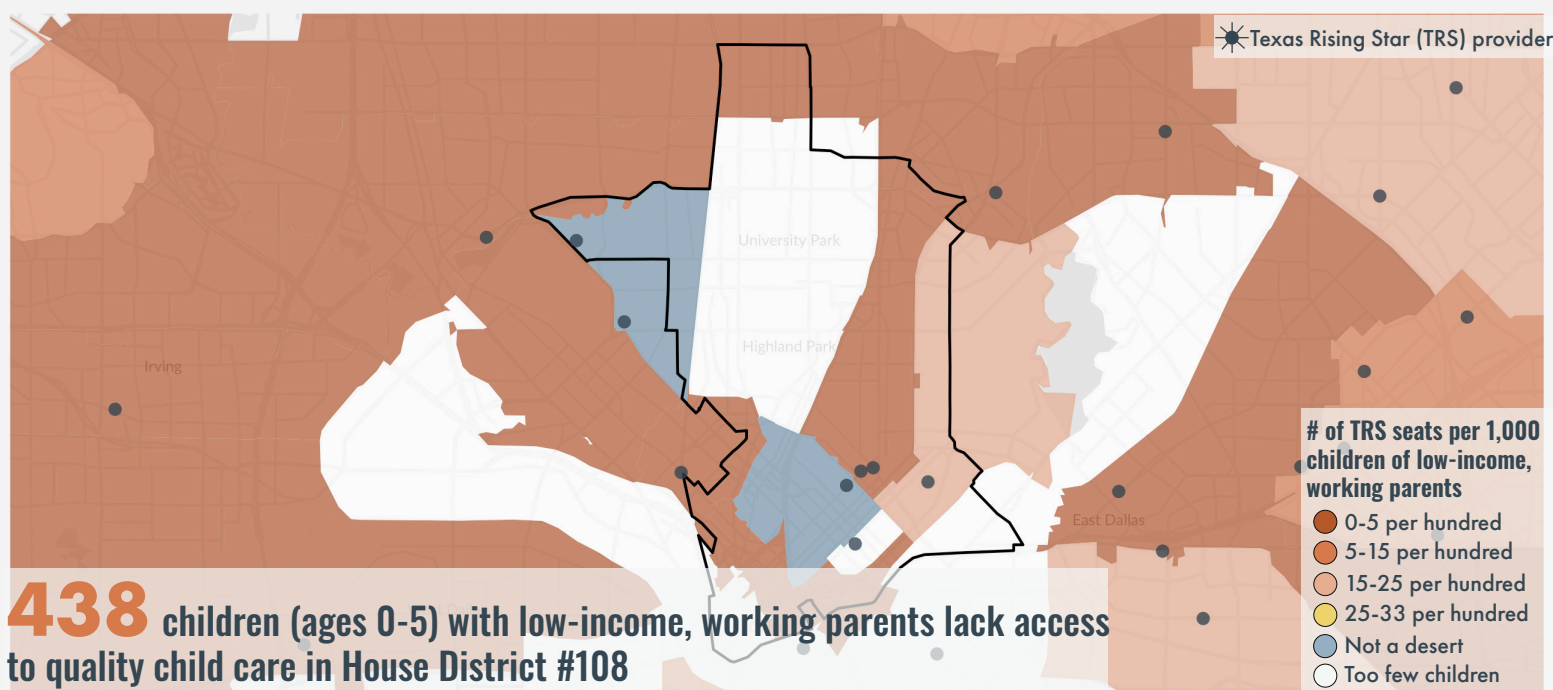 Texas Rising Star (TRS) provider
University Park
Highland Park
Irving
East Dallas
# of TRS seats per 1,000
children of low-income,
working parents
0-5 per hundred
5-15 per hundred
15-25 per hundred
25-33 per hundred
Not a desert
Too few children
438 children (ages 0-5) with low-income, working parents lack access
to quality child care in House District #108